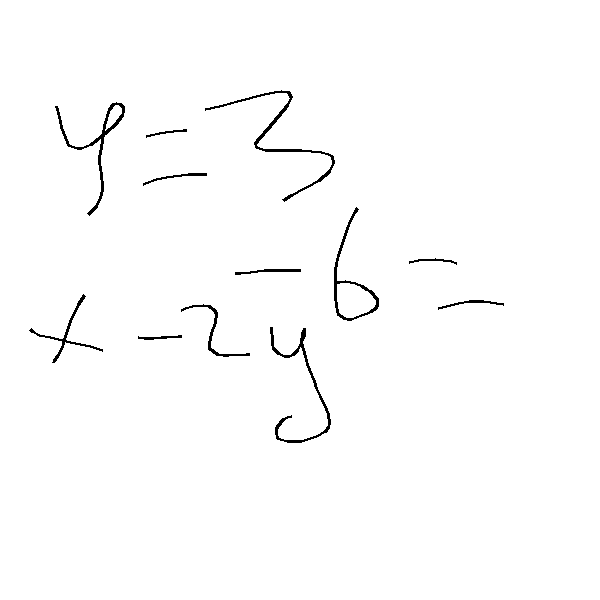 y = 3
x - 2y - 6 =